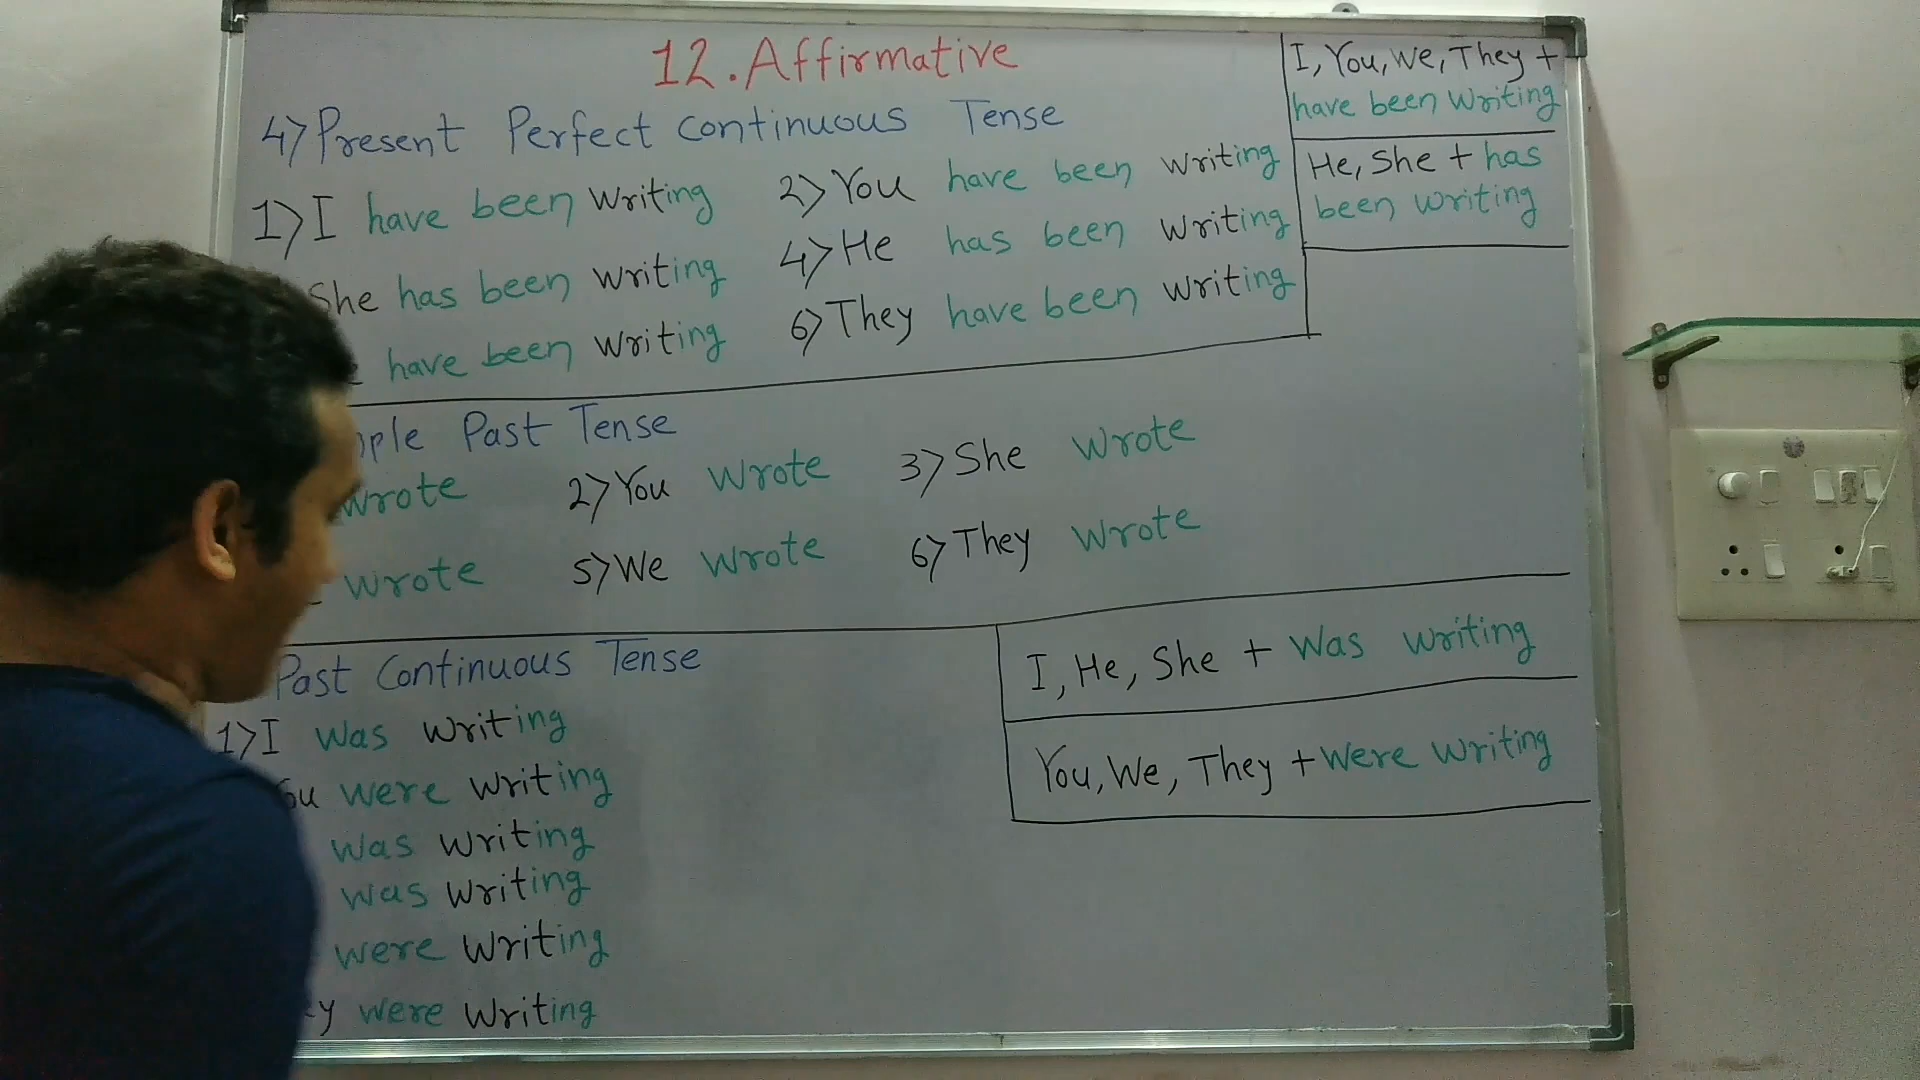 12. Affirmative
4) Present Perfect continuous Tense
1) I have been writing 2) You have been writing
She has been writing 4) He has been writing
have been writing 6) They have been writing
I, You, We, They +
have been Writing
He, She + has
been writing
Past Tense
wrote 2) You wrote 3) She wrote
wrote 5) We wrote 6) They wrote
Past Continuous Tense
1) I was writing
were writing
was writing
was writing
were writing
were writing
I, He, She + Was writing
You, We, They + Were writing